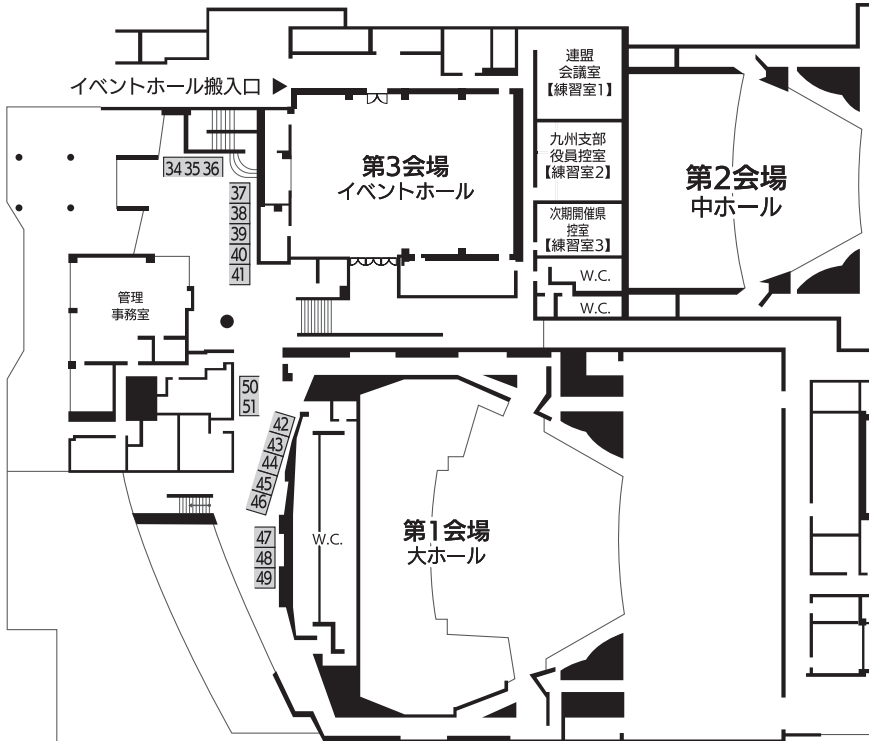 連盟
会議室
【練習室1】
イベントホール搬入口 ▶
九州支部
役員控室
【練習室2】
第3会場
イベントホール
第2会場
中ホール
34 35 36
37
38
39
40
41
次期開催県
控室
【練習室3】
W.C.
W.C.
管理
事務室
50
51
42
43
44
45
46
47
48
49
W.C.
第1会場
大ホール